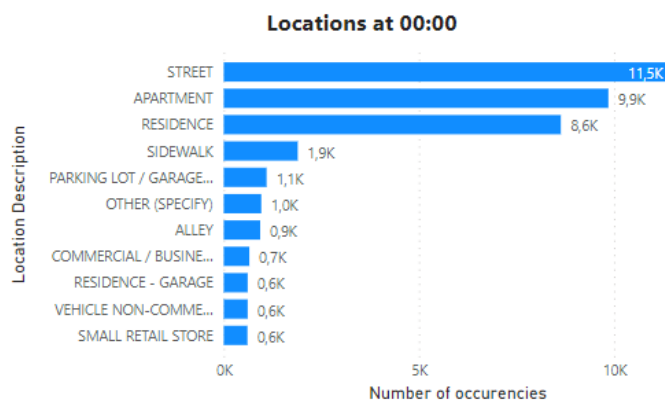 Locations at 00:00
Location Description
STREET 11,5K
APARTMENT 9,9K
RESIDENCE 8,6K
SIDEWALK 1,9K
PARKING LOT / GARAGE... 1,1K
OTHER (SPECIFY) 1,0K
ALLEY 0,9K
COMMERCIAL / BUSINE... 0,7K
RESIDENCE - GARAGE 0,6K
VEHICLE NON-COMME... 0,6K
SMALL RETAIL STORE 0,6K
0K 5K 10K
Number of occurencies